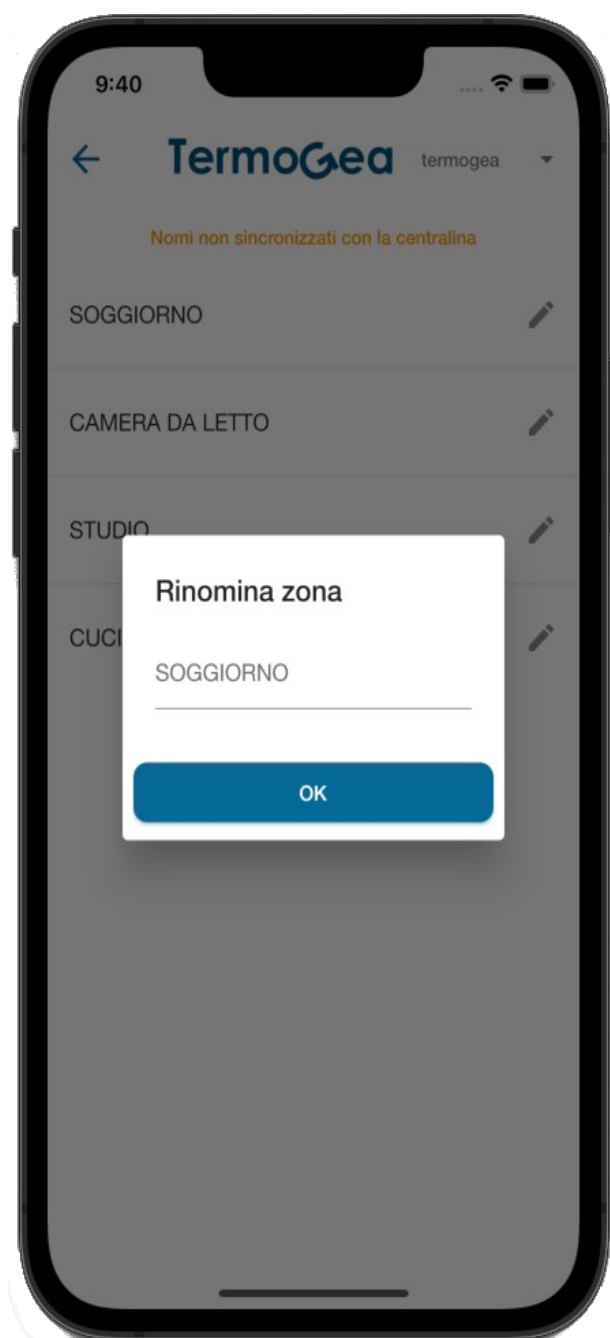 9:40
TermoGea termogea
Nomi non sincronizzati con la centralina
SOGGIORNO
CAMERA DA LETTO
STUDIO
CUCI
Rinomina zona
SOGGIORNO
OK